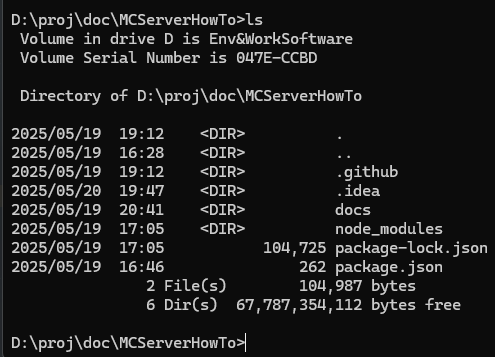 D:\proj\doc\MCServerHowTo>ls
 Volume in drive D is Env&WorkSoftware
 Volume Serial Number is 047E-CCBD

 Directory of D:\proj\doc\MCServerHowTo

2025/05/19  19:12    <DIR>          .
2025/05/19  16:28    <DIR>          ..
2025/05/19  19:12    <DIR>          .github
2025/05/20  19:47    <DIR>          .idea
2025/05/19  20:41    <DIR>          docs
2025/05/19  17:05    <DIR>          node_modules
2025/05/19  17:05           104,725 package-lock.json
2025/05/19  16:46               262 package.json
               2 File(s)        104,987 bytes
               6 Dir(s)  67,787,354,112 bytes free

D:\proj\doc\MCServerHowTo>